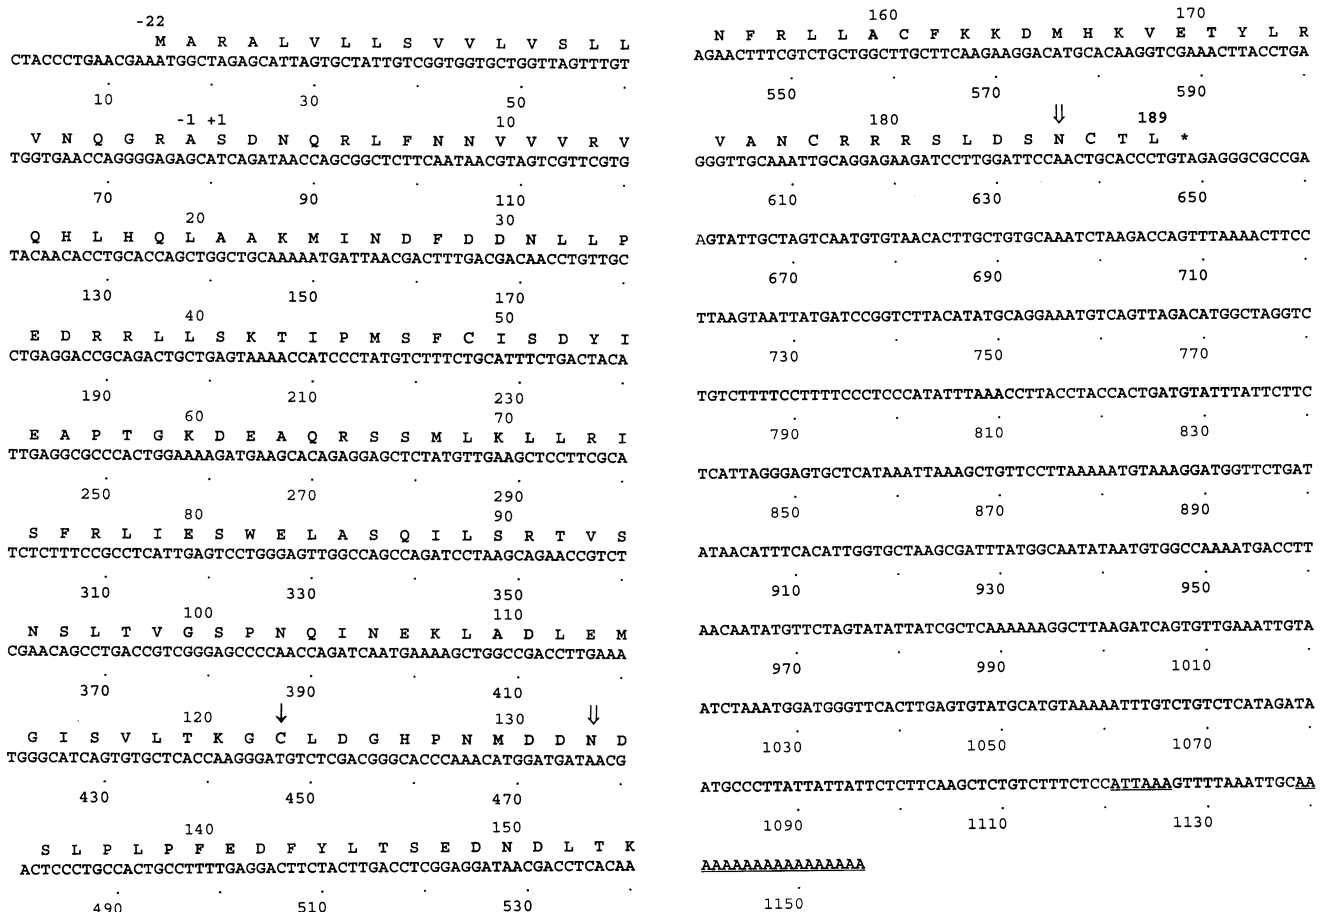 -22
M A R A L V L L S V V L V S L L
CTACCCTGAACGAAATGGCTAGAGCATTAGTGCTATTGTCGGTGGTGCTGGTTAGTTTGT
10 30 50
-1 +1 10
V N Q G R A S D N Q R L F N N V V V R V
TGGTGAACCAGGGGAGAGCATCAGATAACCAGCGGCTCTTCAATAACGTAGTCGTTCGTG
70 90 110
20 30
Q H L H Q L A A K M I N D F D D N L L P
TACAACACCTGCACCAGCTGGCTGCAAAAATGATTAACGACTTTGACGACAACCTGTTGC
130 150 170
40 50
E D R R L L S K T I P M S F C I S D Y I
CTGAGGACCGCAGACTGCTGAGTAAAACCATCCCTATGTCTTTCTGCATTTCTGACTACA
190 210 230
60 70
E A P T G K D E A Q R S S M L K L L R I
TTGAGGCGCCCACTGGAAAAGATGAAGCACAGAGGAGCTCTATGTTGAAGCTCCTTCGCA
250 270 290
80 90
S F R L I E S W E L A S Q I L S R T V S
TCTCTTTCCGCCTCATTGAGTCCTGGGAGTTGGCCAGCCAGATCCTAAGCAGAACCGTCT
310 330 350
100 110
N S L T V G S P N Q I N E K L A D L E M
CGAACAGCCTGACCGTCGGGAGCCCCAACCAGATCAATGAAAAGCTGGCCGACCTTGAAA
370 390 410
120 ↓ 130 ⇓
G I S V L T K G C L D G H P N M D D N D
TGGGCATCAGTGTGCTCACCAAGGGATGTCTCGACGGGCACCCAAACATGGATGATAACG
430 450 470
140 150
S L P L P F E D F Y L T S E D N D L T K
ACTCCCTGCCACTGCCTTTTGAGGACTTCTACTTGACCTCGGAGGATAACGACCTCACAA
490 510 530
160 170
N F R L L A C F K K D M H K V E T Y L R
AGAACTTTCGTCTGCTGGCTTGCTTCAAGAAGGACATGCACAAGGTCGAAACTTACCTGA
550 570 590
180 ⇓ 189
V A N C R R R S L D S N C T L *
GGGTTGCAAATTGCAGGAGAAGATCCTTGGATTCCAACTGCACCCTGTAGAGGGCGCCGA
610 630 650
AGTATTGCTAGTCAATGTGTAACACTTGCTGTGCAAATCTAAGACCAGTTTAAAACTTCC
670 690 710
TTAAGTAATTATGATCCGGTCTTACATATGCAGGAAATGTCAGTTAGACATGGCTAGGTC
730 750 770
TGTCTTTTCCTTTTCCCTCCCATATTTAAACCTTACCTACCACTGATGTATTTATTCTTC
790 810 830
TCATTAGGGAGTGCTCATAAATTAAAGCTGTTCCTTAAAAATGTAAAGGATGGTTCTGAT
850 870 890
ATAACATTTCACATTGGTGCTAAGCGATTTATGGCAATATAATGTGGCCAAAATGACCTT
910 930 950
AACAATATGTTCTAGTATATTATCGCTCAAAAAAGGCTTAAGATCAGTGTTGAAATTGTA
970 990 1010
ATCTAAATGGATGGGTTCACTTGAGTGTATGCATGTAAAAATTTGTCTGTCTCATAGATA
1030 1050 1070
ATGCCCTTATTATTATTCTCTTCAAGCTCTGTCTTTCTCCATTAAAGTTTTAAATTGCAA
1090 1110 1130
AAAAAAAAAAAAAAAA
1150